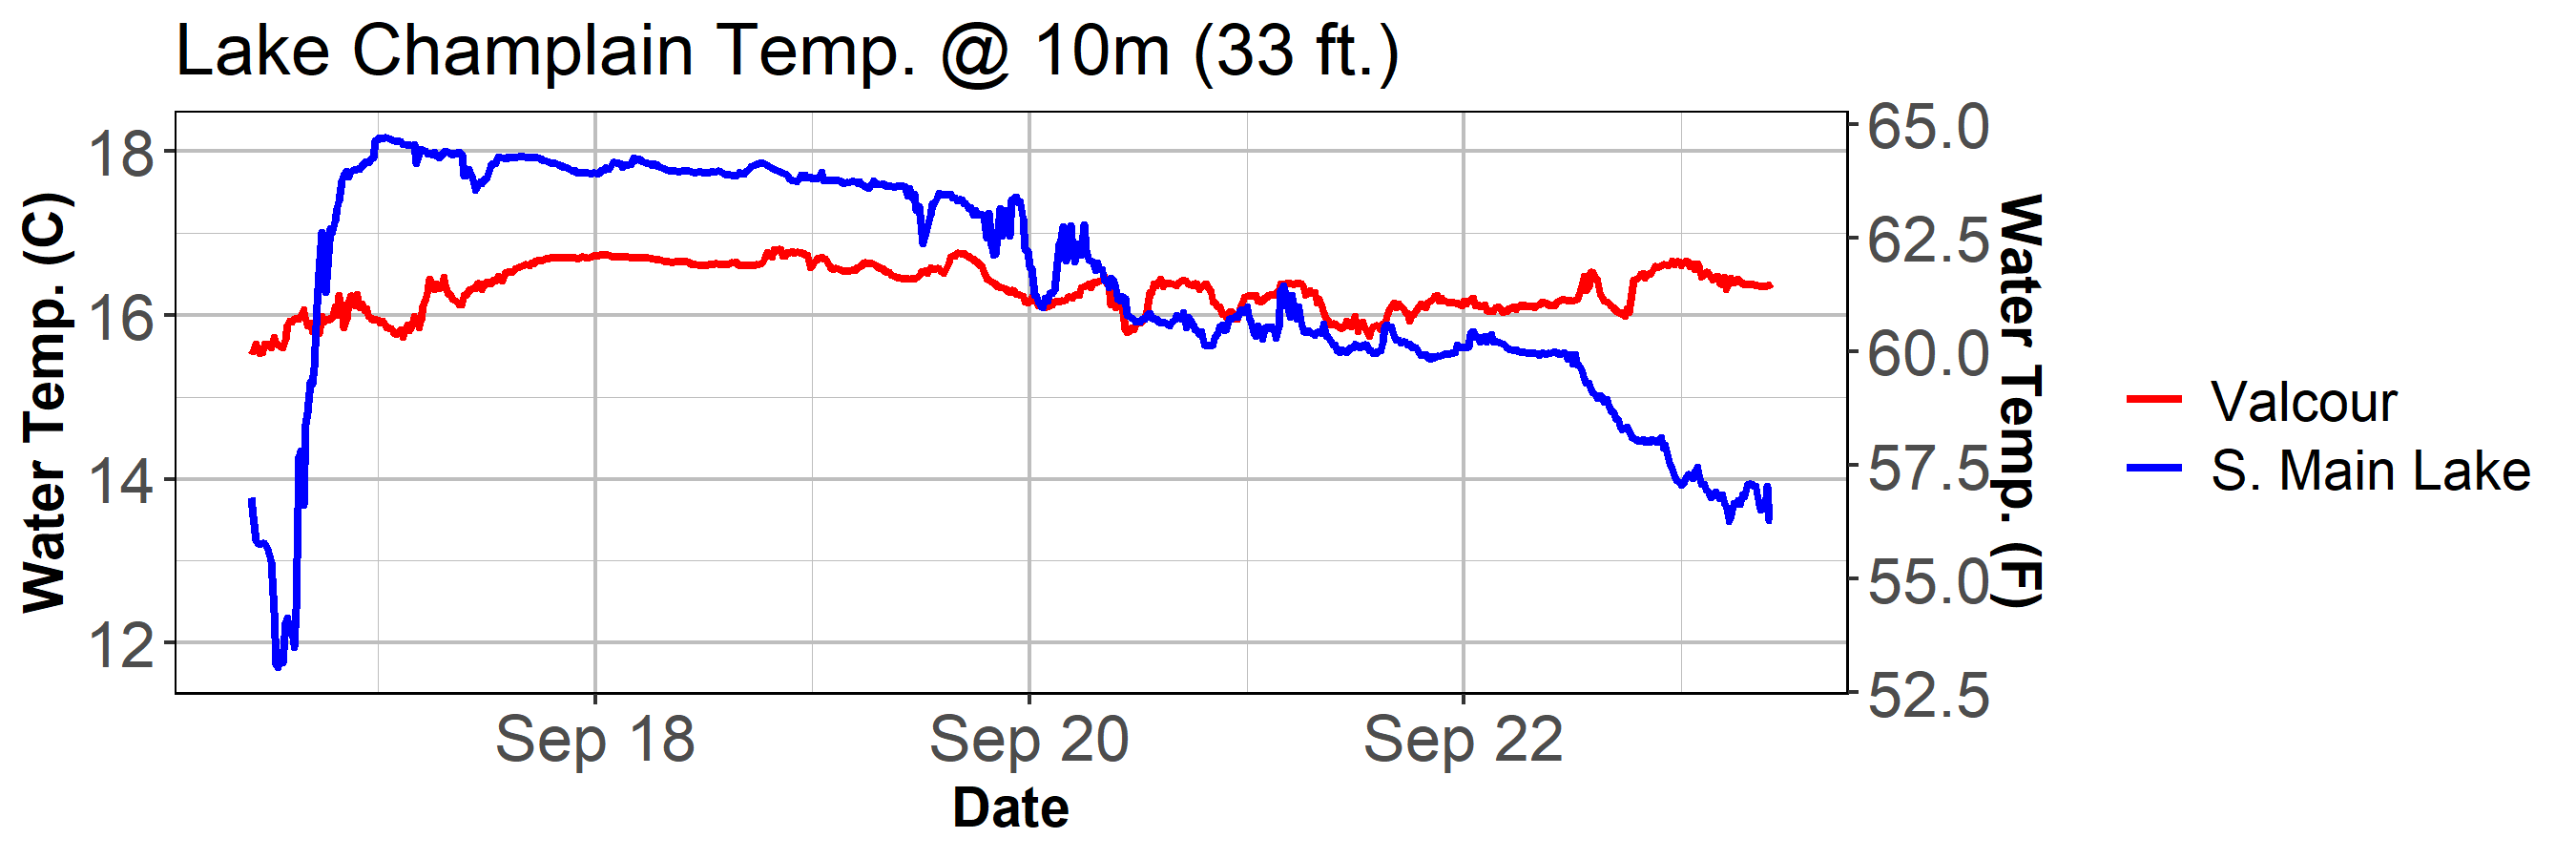 Lake Champlain Temp. @ 10m (33 ft.)
Water Temp. (C)
18
16
14
12
65.0
62.5
60.0
57.5
55.0
52.5
Water Temp. (F)
Sep 18
Sep 20
Sep 22
Date
Valcour
S. Main Lake